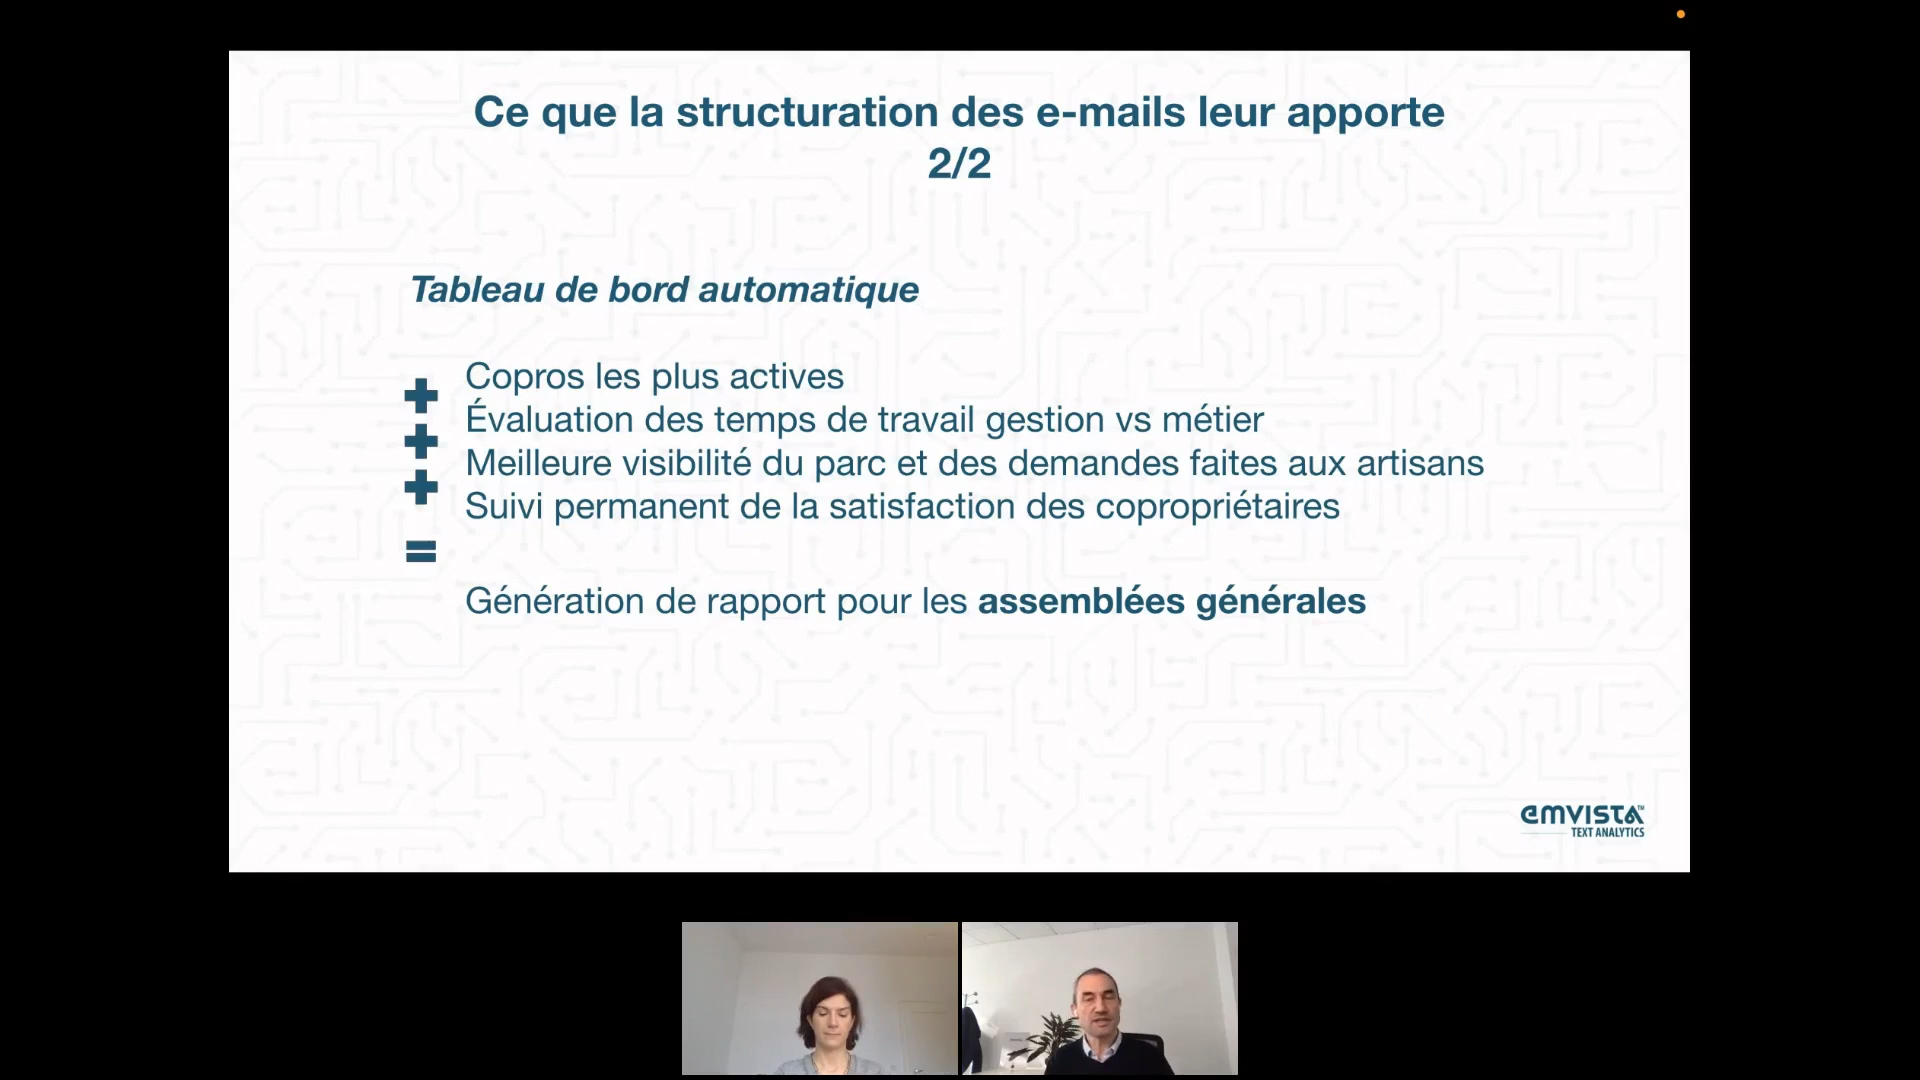 Ce que la structuration des e-mails leur apporte
2/2
Tableau de bord automatique
Copros les plus actives
Évaluation des temps de travail gestion vs métier
Meilleure visibilité du parc et des demandes faites aux artisans
Suivi permanent de la satisfaction des copropriétaires
Génération de rapport pour les assemblées générales
emvista™
TEXT ANALYTICS